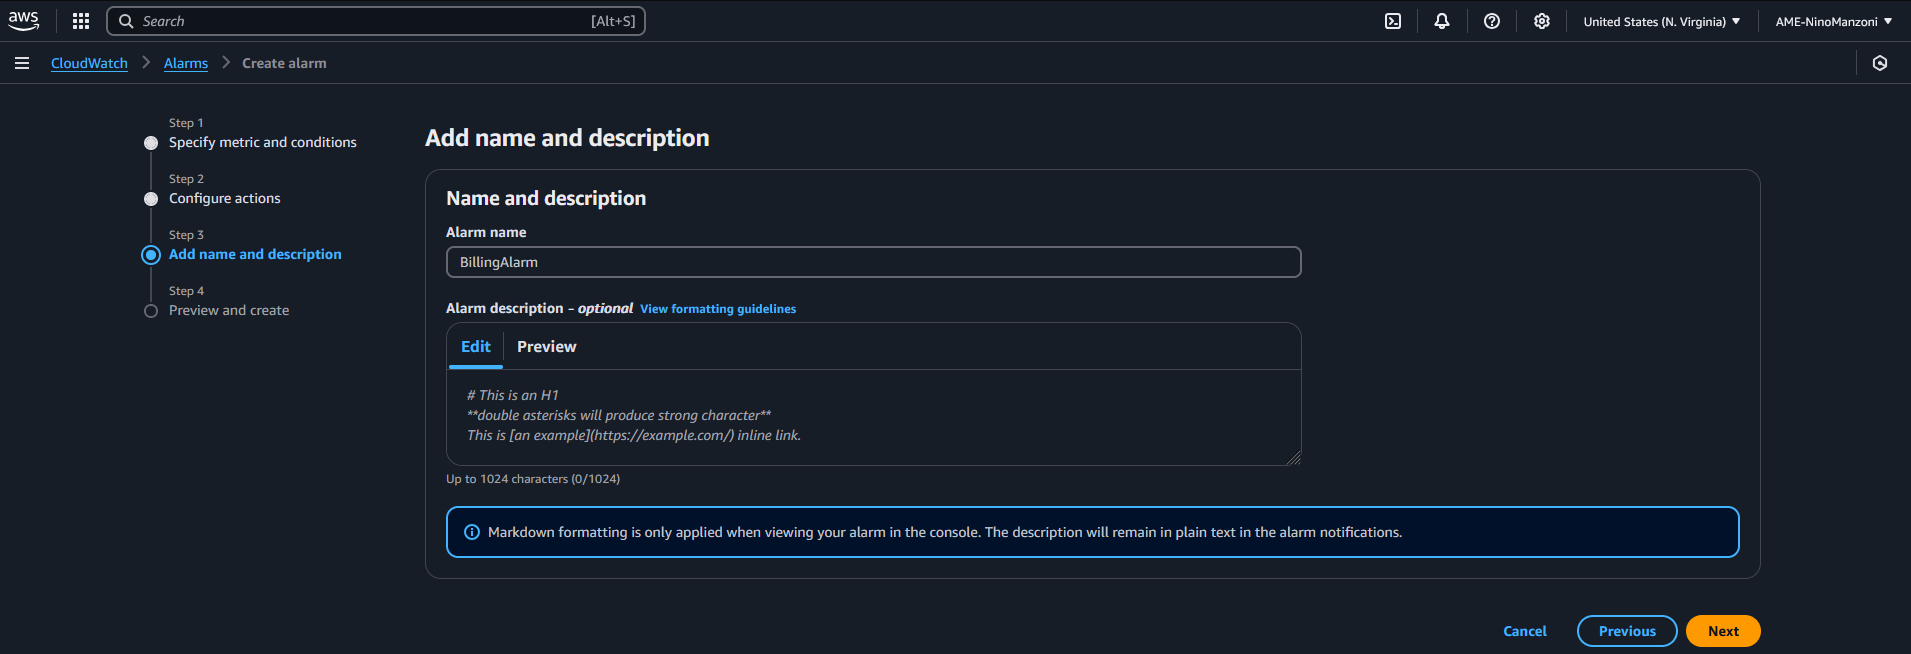 aws
Search [Alt+S]
United States (N. Virginia)
AME-NinoManzoni
CloudWatch
Alarms
Create alarm
Step 1
Specify metric and conditions
Step 2
Configure actions
Step 3
Add name and description
Step 4
Preview and create
Add name and description
Name and description
Alarm name
BillingAlarm
Alarm description - optional View formatting guidelines
Edit Preview
# This is an H1
**double asterisks will produce strong character**
This is [an example](https://example.com/) inline link.
Up to 1024 characters (0/1024)
Markdown formatting is only applied when viewing your alarm in the console. The description will remain in plain text in the alarm notifications.
Cancel
Previous
Next